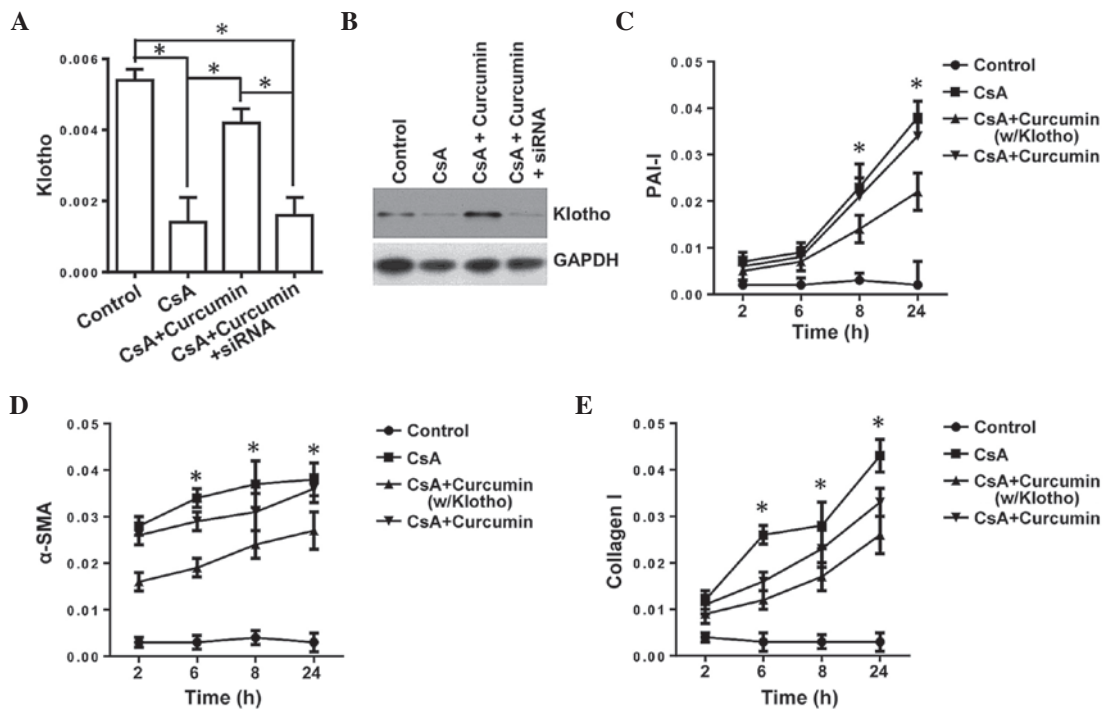 A
*
*
*
*
0.006
0.004
0.002
0.000
Klotho
Control
CsA
CsA+Curcumin
CsA+Curcumin
+siRNA
B
Control
CsA
CsA + Curcumin
CsA + Curcumin
+ siRNA
Klotho
GAPDH
C
0.05
0.04
0.03
0.02
0.01
0.00
PAI-I
*
*
2 6 8 24
Time (h)
Control
CsA
CsA+Curcumin
(w/Klotho)
CsA+Curcumin
D
0.05
0.04
0.03
0.02
0.01
0.00
α-SMA
* * *
2 6 8 24
Time (h)
Control
CsA
CsA+Curcumin
(w/Klotho)
CsA+Curcumin
E
0.05
0.04
0.03
0.02
0.01
0.00
Collagen I
*
*
*
2 6 8 24
Time (h)
Control
CsA
CsA+Curcumin
(w/Klotho)
CsA+Curcumin